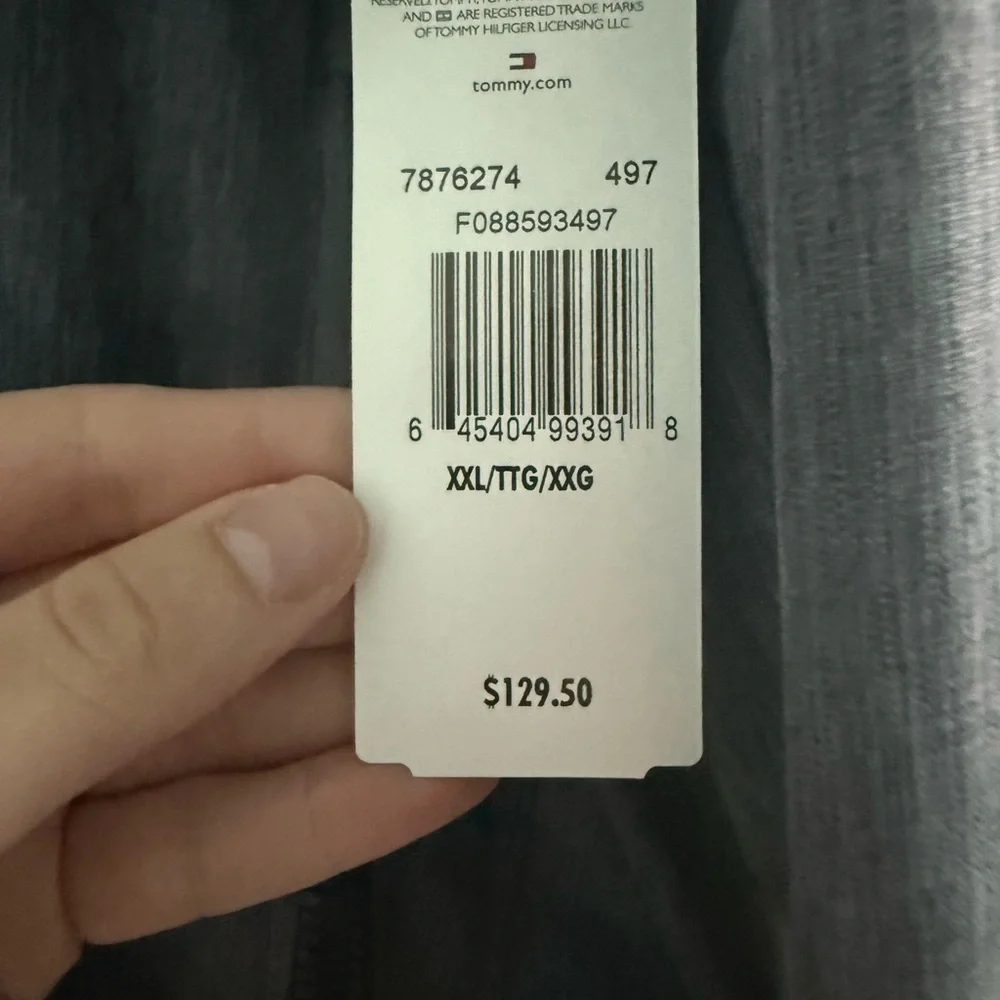 AND ARE REGISTERED TRADE MARKS
OF TOMMY HILFIGER LICENSING LLC.
tommy.com
7876274 497
F088593497
6 45404 99391 8
XXL/TTG/XXG
$129.50